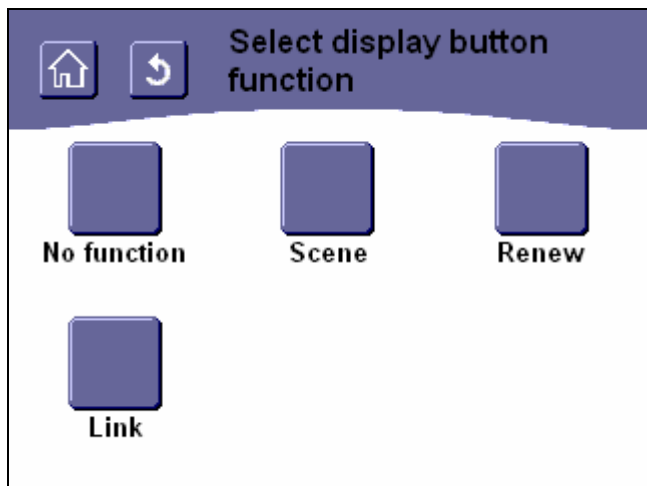 Select display button
function
No function
Scene
Renew
Link